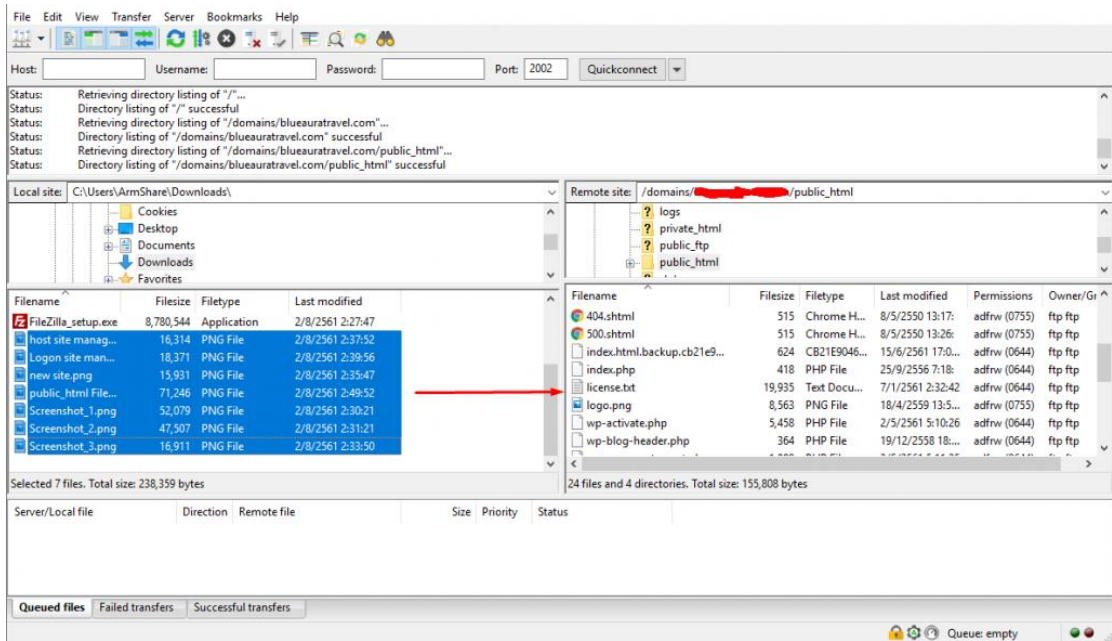 File Edit View Transfer Server Bookmarks Help
Host: Username: Password: Port: 2002 Quickconnect
Status: Retrieving directory listing of "/"...
Status: Directory listing of "/" successful
Status: Retrieving directory listing of "/domains/blueauratravel.com"...
Status: Directory listing of "/domains/blueauratravel.com" successful
Status: Retrieving directory listing of "/domains/blueauratravel.com/public_html"...
Status: Directory listing of "/domains/blueauratravel.com/public_html" successful
Local site: C:\Users\ArmShare\Downloads\
Cookies
Desktop
Documents
Downloads
Favorites
Filename Filesize Filetype Last modified
FileZilla_setup.exe 8,780,544 Application 2/8/2561 2:27:47
host site manag... 16,314 PNG File 2/8/2561 2:37:52
Logon site man... 18,371 PNG File 2/8/2561 2:39:56
new site.png 15,931 PNG File 2/8/2561 2:35:47
public_html File... 71,246 PNG File 2/8/2561 2:49:52
Screenshot_1.png 52,079 PNG File 2/8/2561 2:30:21
Screenshot_2.png 47,507 PNG File 2/8/2561 2:31:21
Screenshot_3.png 16,911 PNG File 2/8/2561 2:33:50
Selected 7 files. Total size: 238,359 bytes
Remote site: /domains/ /public_html
logs
private_html
public_ftp
public_html
Filename Filesize Filetype Last modified Permissions Owner/Gr
404.shtml 515 Chrome H... 8/5/2550 13:17: adfrw (0755) ftp ftp
500.shtml 515 Chrome H... 8/5/2550 13:26: adfrw (0755) ftp ftp
index.html.backup.cb21e9... 624 CB21E9046... 15/6/2561 17:0... adfrw (0644) ftp ftp
index.php 418 PHP File 25/9/2556 7:18: adfrw (0644) ftp ftp
license.txt 19,935 Text Docu... 7/1/2561 2:32:42 adfrw (0644) ftp ftp
logo.png 8,563 PNG File 18/4/2559 13:5... adfrw (0755) ftp ftp
wp-activate.php 5,458 PHP File 2/5/2561 5:10:26 adfrw (0644) ftp ftp
wp-blog-header.php 364 PHP File 19/12/2558 18:... adfrw (0644) ftp ftp
24 files and 4 directories. Total size: 155,808 bytes
Server/Local file Direction Remote file Size Priority Status
Queued files Failed transfers Successful transfers
Queue: empty